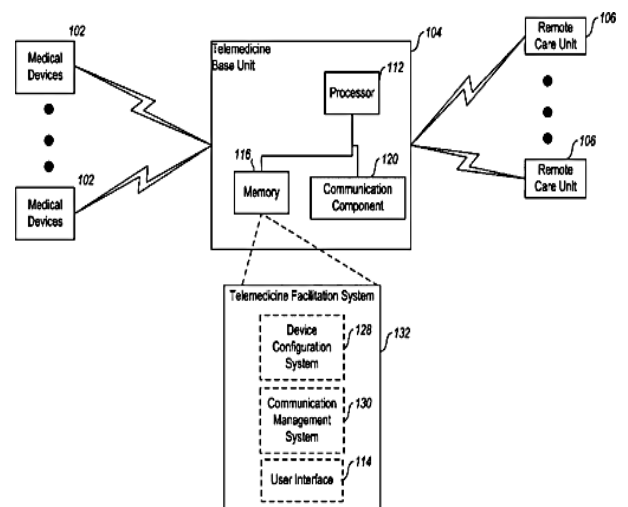 102
Medical
Devices
102
Medical
Devices
Telemedicine
Base Unit
104
112
Processor
116
Memory
120
Communication
Component
106
Remote
Care Unit
106
Remote
Care Unit
Telemedicine Facilitation System
132
Device
Configuration
System
128
Communication
Management
System
130
User Interface
114